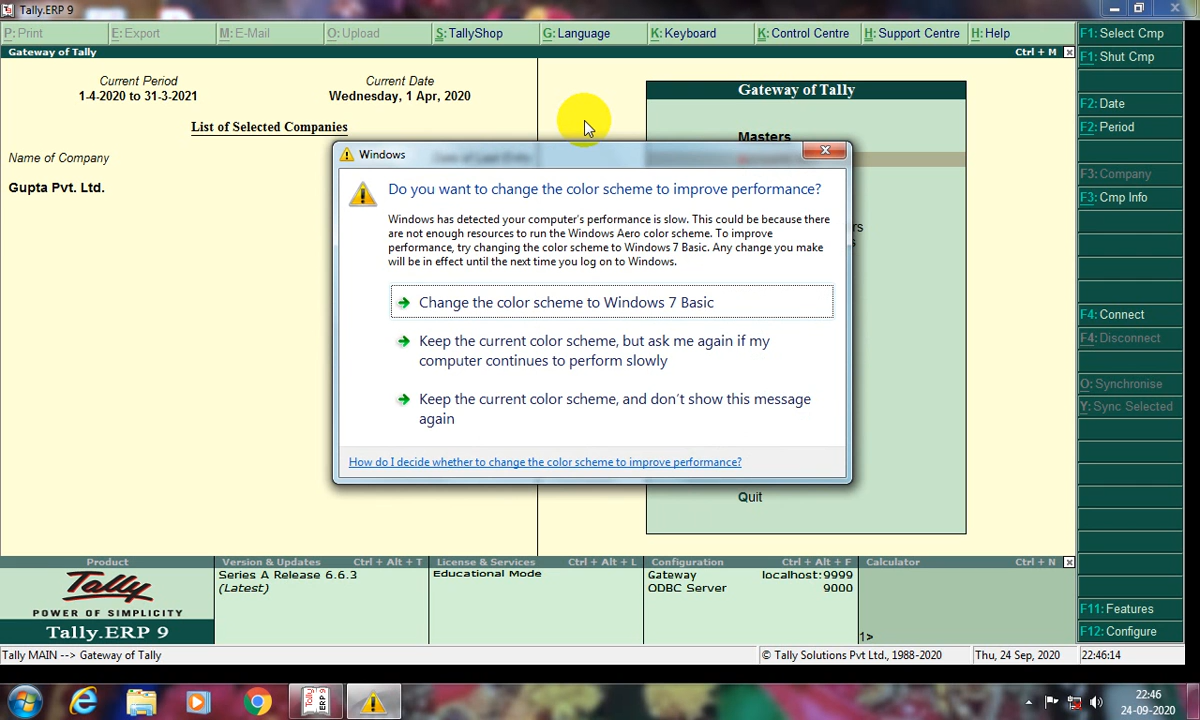 Tally.ERP 9
P: Print
E: Export
M: E-Mail
O: Upload
S: TallyShop
G: Language
K: Keyboard
K: Control Centre
H: Support Centre
H: Help
F1: Select Cmp
Gateway of Tally
Ctrl + M
F1: Shut Cmp
Current Period
1-4-2020 to 31-3-2021
Current Date
Wednesday, 1 Apr, 2020
List of Selected Companies
Name of Company
Gupta Pvt. Ltd.
Gateway of Tally
Masters
Quit
Windows
Do you want to change the color scheme to improve performance?
Windows has detected your computer's performance is slow. This could be because there
are not enough resources to run the Windows Aero color scheme. To improve
performance, try changing the color scheme to Windows 7 Basic. Any change you make
will be in effect until the next time you log on to Windows.
Change the color scheme to Windows 7 Basic
Keep the current color scheme, but ask me again if my
computer continues to perform slowly
Keep the current color scheme, and don't show this message
again
How do I decide whether to change the color scheme to improve performance?
F2: Date
F2: Period
F3: Company
F3: Cmp Info
F4: Connect
F4: Disconnect
O: Synchronise
Y: Sync Selected
F11: Features
F12: Configure
Product
Tally
POWER OF SIMPLICITY
Tally.ERP 9
Version & Updates Ctrl + Alt + T
Series A Release 6.6.3
(Latest)
License & Services Ctrl + Alt + L
Educational Mode
Configuration Ctrl + Alt + F
Gateway localhost:9999
ODBC Server 9000
Calculator Ctrl + N
1>
Tally MAIN --> Gateway of Tally
© Tally Solutions Pvt Ltd., 1988-2020
Thu, 24 Sep, 2020
22:46:14
Tally ERP 9
22:46
24-09-2020